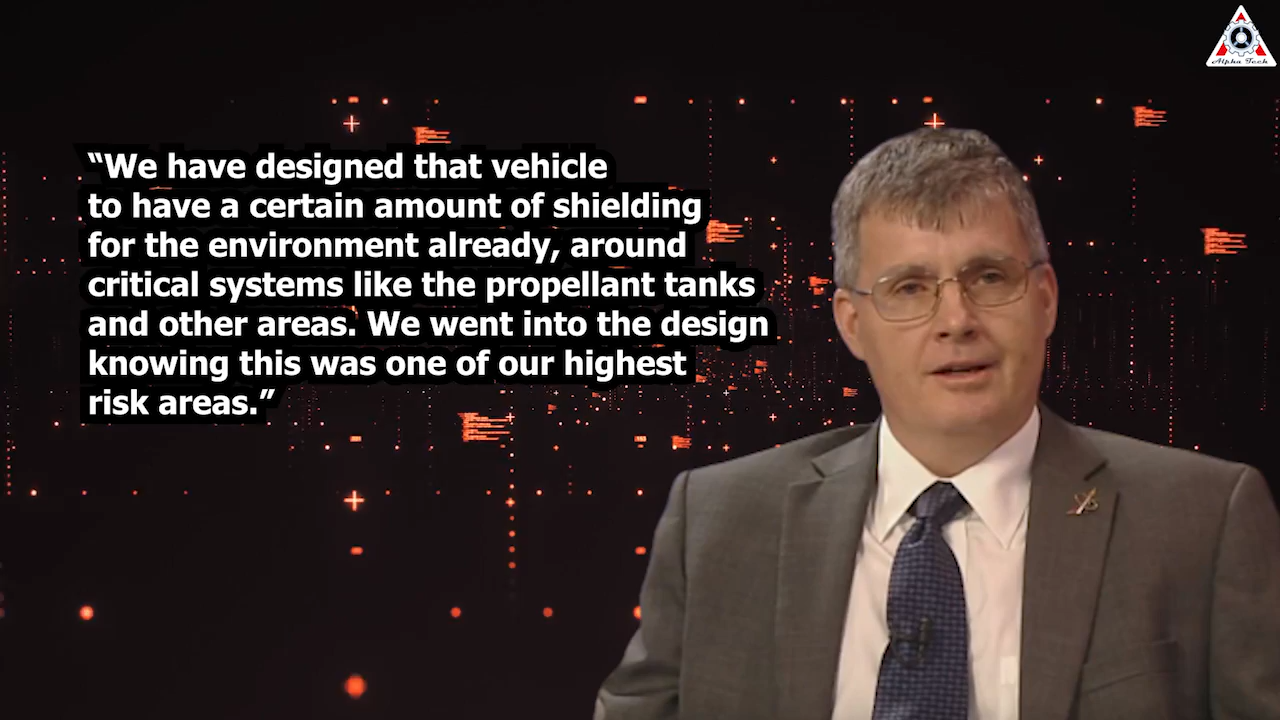 “We have designed that vehicle
to have a certain amount of shielding
for the environment already, around
critical systems like the propellant tanks
and other areas. We went into the design
knowing this was one of our highest
risk areas.”
Alpha Tech